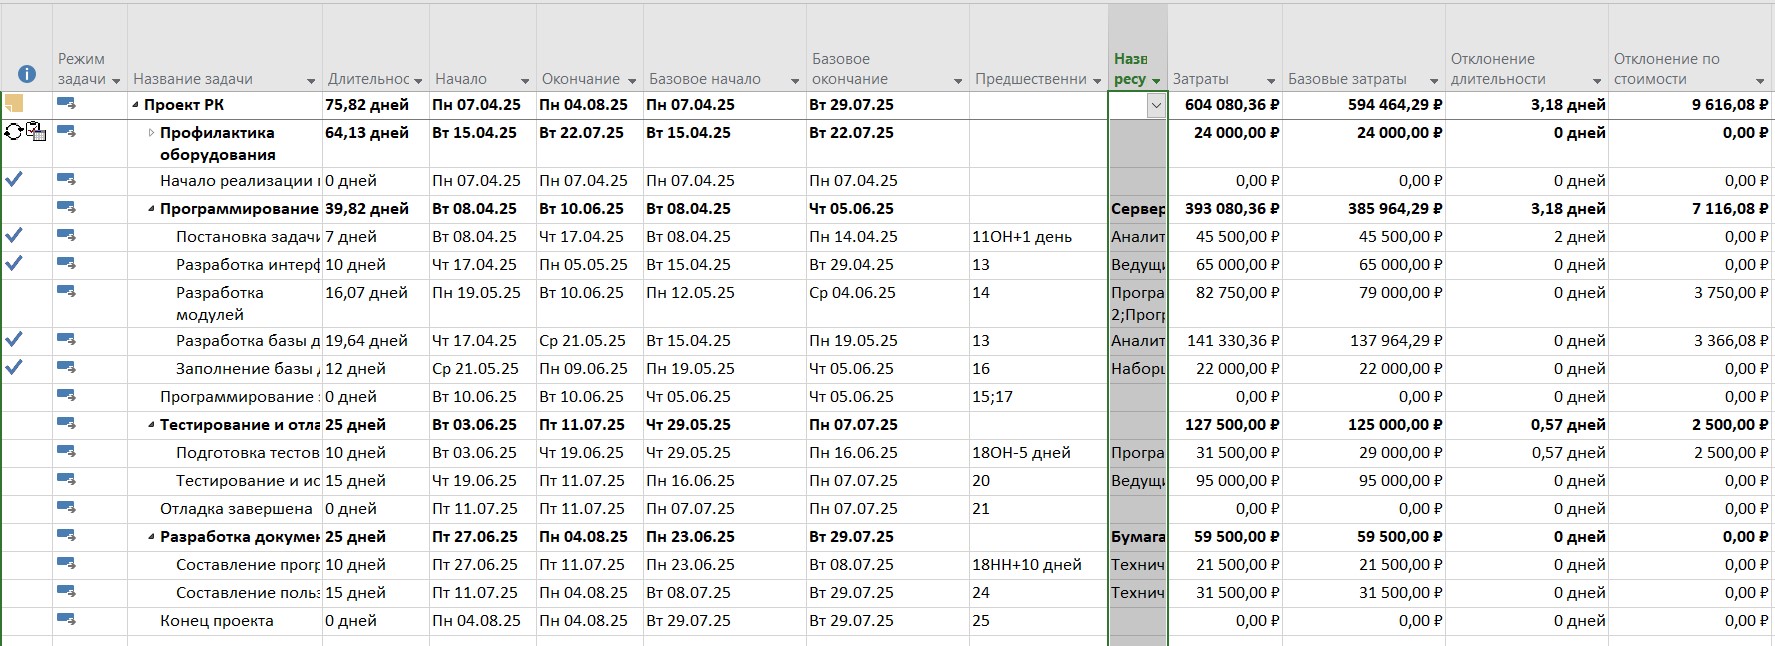 Режим задачи Название задачи Длительнос Начало Окончание Базовое начало Базовое окончание Предшественни Назв ресу Затраты Базовые затраты Отклонение длительности Отклонение по стоимости
Проект РК 75,82 дней Пн 07.04.25 Пн 04.08.25 Пн 07.04.25 Вт 29.07.25 604 080,36 ₽ 594 464,29 ₽ 3,18 дней 9 616,08 ₽
Профилактика оборудования 64,13 дней Вт 15.04.25 Вт 22.07.25 Вт 15.04.25 Вт 22.07.25 24 000,00 ₽ 24 000,00 ₽ 0 дней 0,00 ₽
Начало реализации 0 дней Пн 07.04.25 Пн 07.04.25 Пн 07.04.25 Пн 07.04.25 0,00 ₽ 0,00 ₽ 0 дней 0,00 ₽
Программирование 39,82 дней Вт 08.04.25 Вт 10.06.25 Вт 08.04.25 Чт 05.06.25 Сервер 393 080,36 ₽ 385 964,29 ₽ 3,18 дней 7 116,08 ₽
Постановка задачи 7 дней Вт 08.04.25 Чт 17.04.25 Вт 08.04.25 Пн 14.04.25 11ОН+1 день Аналит 45 500,00 ₽ 45 500,00 ₽ 2 дней 0,00 ₽
Разработка интерф 10 дней Чт 17.04.25 Пн 05.05.25 Вт 15.04.25 Вт 29.04.25 13 Ведущи 65 000,00 ₽ 65 000,00 ₽ 0 дней 0,00 ₽
Разработка модулей 16,07 дней Пн 19.05.25 Вт 10.06.25 Пн 12.05.25 Ср 04.06.25 14 Програ 2;Прогр 82 750,00 ₽ 79 000,00 ₽ 0 дней 3 750,00 ₽
Разработка базы д 19,64 дней Чт 17.04.25 Ср 21.05.25 Вт 15.04.25 Пн 19.05.25 13 Аналит 141 330,36 ₽ 137 964,29 ₽ 0 дней 3 366,08 ₽
Заполнение базы 12 дней Ср 21.05.25 Пн 09.06.25 Пн 19.05.25 Чт 05.06.25 16 Наборщ 22 000,00 ₽ 22 000,00 ₽ 0 дней 0,00 ₽
Программирование 0 дней Вт 10.06.25 Вт 10.06.25 Чт 05.06.25 Чт 05.06.25 15;17 0,00 ₽ 0,00 ₽ 0 дней 0,00 ₽
Тестирование и отла 25 дней Вт 03.06.25 Пт 11.07.25 Чт 29.05.25 Пн 07.07.25 127 500,00 ₽ 125 000,00 ₽ 0,57 дней 2 500,00 ₽
Подготовка тестов 10 дней Вт 03.06.25 Чт 19.06.25 Чт 29.05.25 Пн 16.06.25 18ОН-5 дней Програ 31 500,00 ₽ 29 000,00 ₽ 0,57 дней 2 500,00 ₽
Тестирование и ис 15 дней Чт 19.06.25 Пт 11.07.25 Пн 16.06.25 Пн 07.07.25 20 Ведущи 95 000,00 ₽ 95 000,00 ₽ 0 дней 0,00 ₽
Отладка завершена 0 дней Пт 11.07.25 Пт 11.07.25 Пн 07.07.25 Пн 07.07.25 21 0,00 ₽ 0,00 ₽ 0 дней 0,00 ₽
Разработка докумен 25 дней Пт 27.06.25 Пн 04.08.25 Пн 23.06.25 Вт 29.07.25 Бумага 59 500,00 ₽ 59 500,00 ₽ 0 дней 0,00 ₽
Составление прогр 10 дней Пт 27.06.25 Пт 11.07.25 Пн 23.06.25 Вт 08.07.25 18НН+10 дней Технич 21 500,00 ₽ 21 500,00 ₽ 0 дней 0,00 ₽
Составление польз 15 дней Пт 11.07.25 Пн 04.08.25 Вт 08.07.25 Вт 29.07.25 24 Технич 31 500,00 ₽ 31 500,00 ₽ 0 дней 0,00 ₽
Конец проекта 0 дней Пн 04.08.25 Пн 04.08.25 Вт 29.07.25 Вт 29.07.25 25 0,00 ₽ 0,00 ₽ 0 дней 0,00 ₽